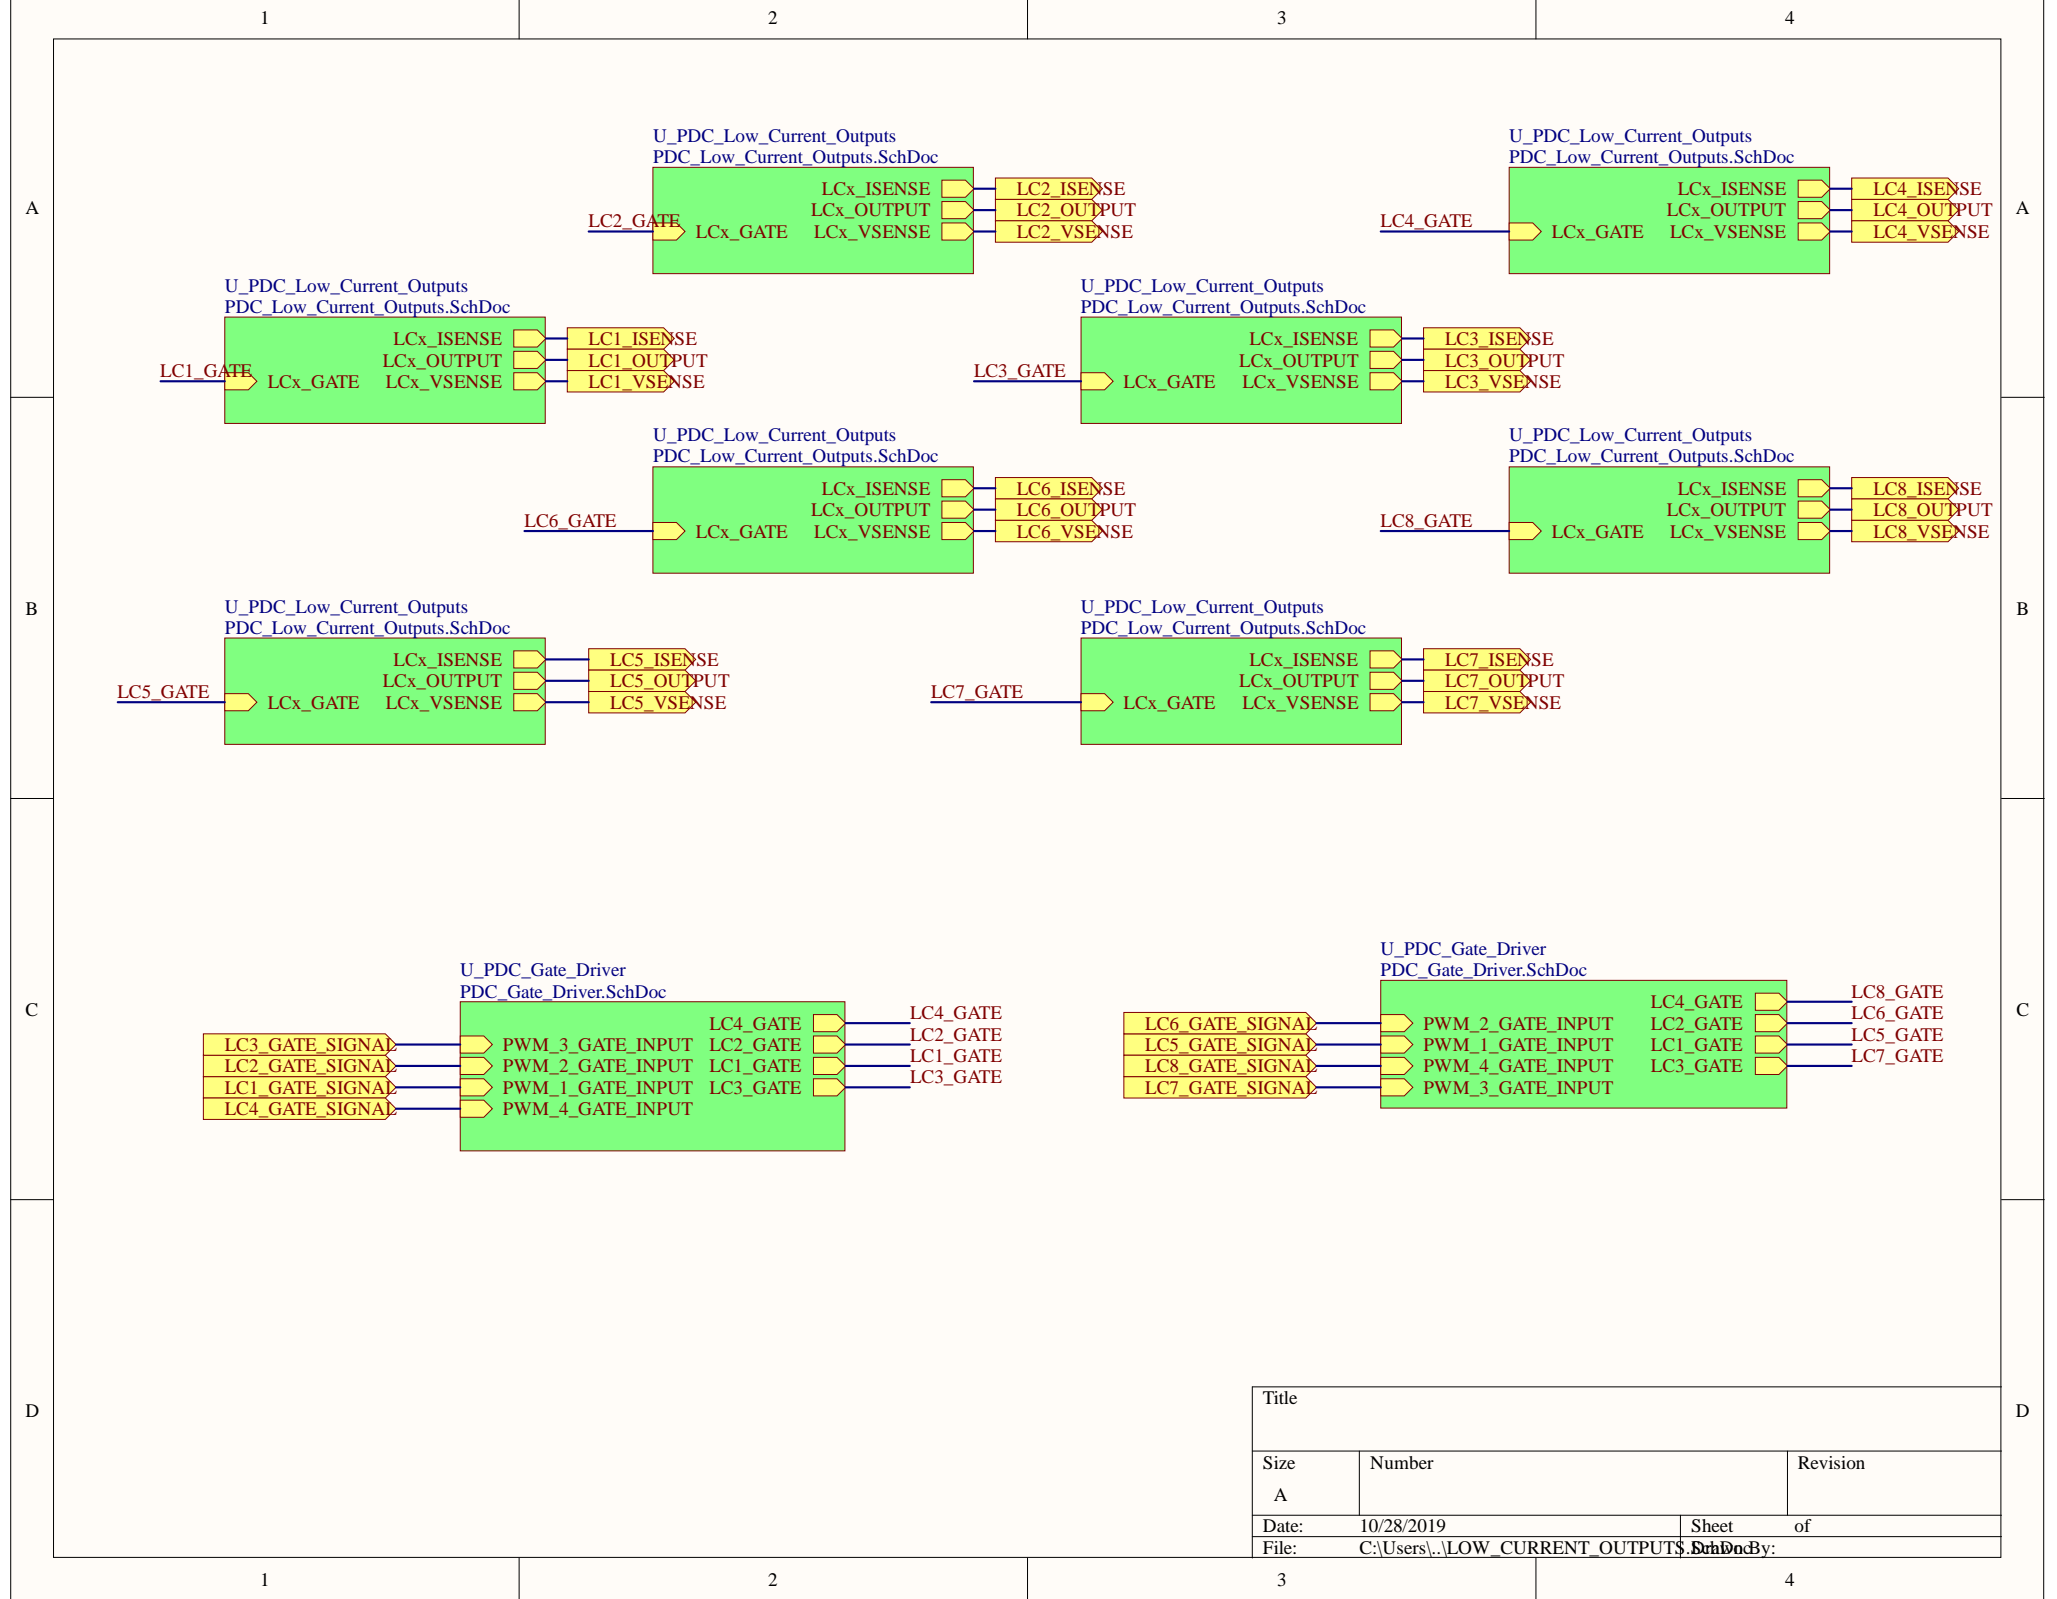 1 2 3 4
A A
U_PDC_Low_Current_Outputs
PDC_Low_Current_Outputs.SchDoc
LC2_GATE
LCx_GATE
LCx_ISENSE
LCx_OUTPUT
LCx_VSENSE
LC2_ISENSE
LC2_OUTPUT
LC2_VSENSE
U_PDC_Low_Current_Outputs
PDC_Low_Current_Outputs.SchDoc
LC4_GATE
LCx_GATE
LCx_ISENSE
LCx_OUTPUT
LCx_VSENSE
LC4_ISENSE
LC4_OUTPUT
LC4_VSENSE
U_PDC_Low_Current_Outputs
PDC_Low_Current_Outputs.SchDoc
LC1_GATE
LCx_GATE
LCx_ISENSE
LCx_OUTPUT
LCx_VSENSE
LC1_ISENSE
LC1_OUTPUT
LC1_VSENSE
U_PDC_Low_Current_Outputs
PDC_Low_Current_Outputs.SchDoc
LC3_GATE
LCx_GATE
LCx_ISENSE
LCx_OUTPUT
LCx_VSENSE
LC3_ISENSE
LC3_OUTPUT
LC3_VSENSE
B B
U_PDC_Low_Current_Outputs
PDC_Low_Current_Outputs.SchDoc
LC6_GATE
LCx_GATE
LCx_ISENSE
LCx_OUTPUT
LCx_VSENSE
LC6_ISENSE
LC6_OUTPUT
LC6_VSENSE
U_PDC_Low_Current_Outputs
PDC_Low_Current_Outputs.SchDoc
LC8_GATE
LCx_GATE
LCx_ISENSE
LCx_OUTPUT
LCx_VSENSE
LC8_ISENSE
LC8_OUTPUT
LC8_VSENSE
U_PDC_Low_Current_Outputs
PDC_Low_Current_Outputs.SchDoc
LC5_GATE
LCx_GATE
LCx_ISENSE
LCx_OUTPUT
LCx_VSENSE
LC5_ISENSE
LC5_OUTPUT
LC5_VSENSE
U_PDC_Low_Current_Outputs
PDC_Low_Current_Outputs.SchDoc
LC7_GATE
LCx_GATE
LCx_ISENSE
LCx_OUTPUT
LCx_VSENSE
LC7_ISENSE
LC7_OUTPUT
LC7_VSENSE
C C
U_PDC_Gate_Driver
PDC_Gate_Driver.SchDoc
LC3_GATE_SIGNAL
LC2_GATE_SIGNAL
LC1_GATE_SIGNAL
LC4_GATE_SIGNAL
PWM_3_GATE_INPUT
PWM_2_GATE_INPUT
PWM_1_GATE_INPUT
PWM_4_GATE_INPUT
LC4_GATE
LC2_GATE
LC1_GATE
LC3_GATE
LC4_GATE
LC2_GATE
LC1_GATE
LC3_GATE
U_PDC_Gate_Driver
PDC_Gate_Driver.SchDoc
LC6_GATE_SIGNAL
LC5_GATE_SIGNAL
LC8_GATE_SIGNAL
LC7_GATE_SIGNAL
PWM_2_GATE_INPUT
PWM_1_GATE_INPUT
PWM_4_GATE_INPUT
PWM_3_GATE_INPUT
LC4_GATE
LC2_GATE
LC1_GATE
LC3_GATE
LC8_GATE
LC6_GATE
LC5_GATE
LC7_GATE
D D
Title
Size Number Revision
A
Date: 10/28/2019 Sheet of
File: C:\Users\..\LOW_CURRENT_OUTPUTS.SchDoc Drawn By:
1 2 3 4